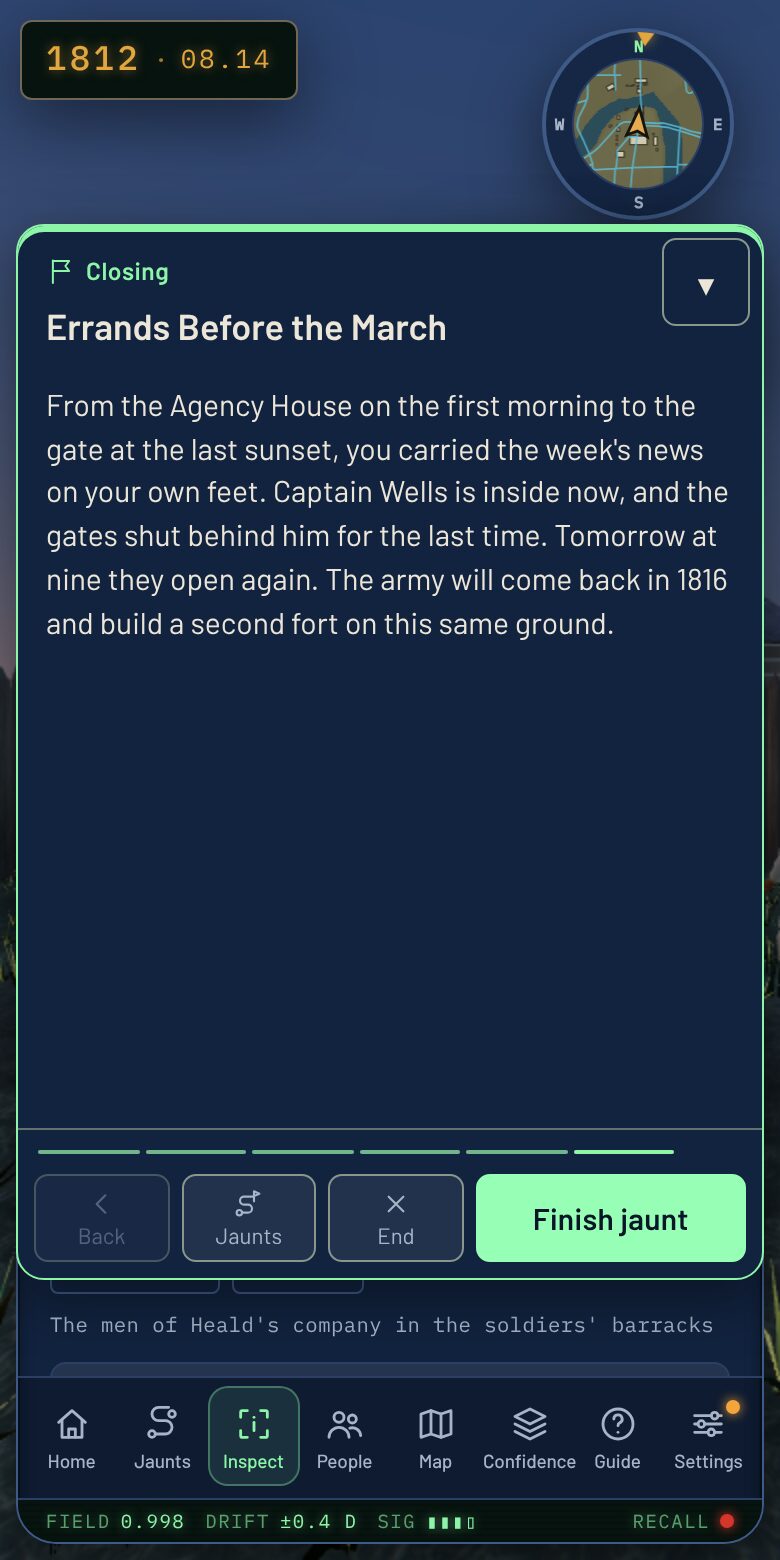 1812 · 08.14
N
W
E
S
Closing
▼
Errands Before the March
From the Agency House on the first morning to the
gate at the last sunset, you carried the week's news
on your own feet. Captain Wells is inside now, and the
gates shut behind him for the last time. Tomorrow at
nine they open again. The army will come back in 1816
and build a second fort on this same ground.
Back
Jaunts
End
Finish jaunt
The men of Heald's company in the soldiers' barracks
Home
Jaunts
Inspect
People
Map
Confidence
Guide
Settings
FIELD 0.998 DRIFT ±0.4 D SIG ▮▮▮▯ RECALL